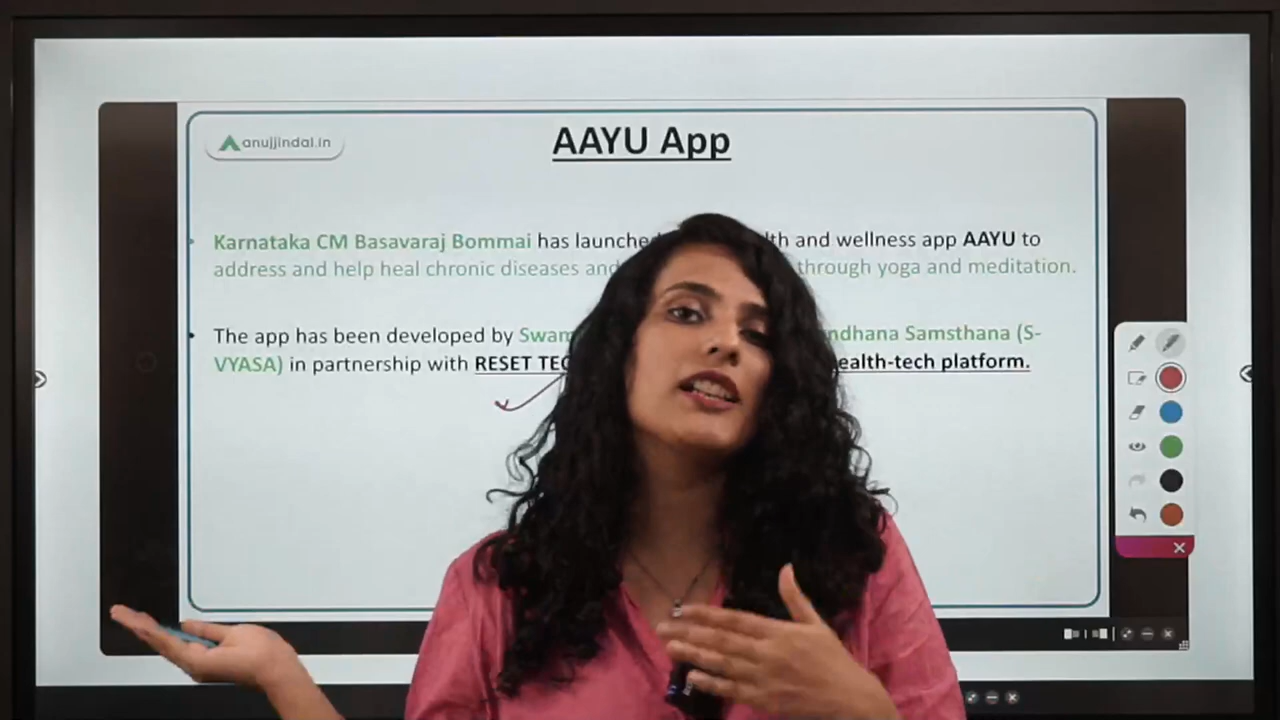 anujjindal.in
AAYU App
Karnataka CM Basavaraj Bommai has launche lth and wellness app AAYU to
address and help heal chronic diseases and through yoga and meditation.
The app has been developed by Swam ndhana Samsthana (S-
VYASA) in partnership with RESET TEC ealth-tech platform.